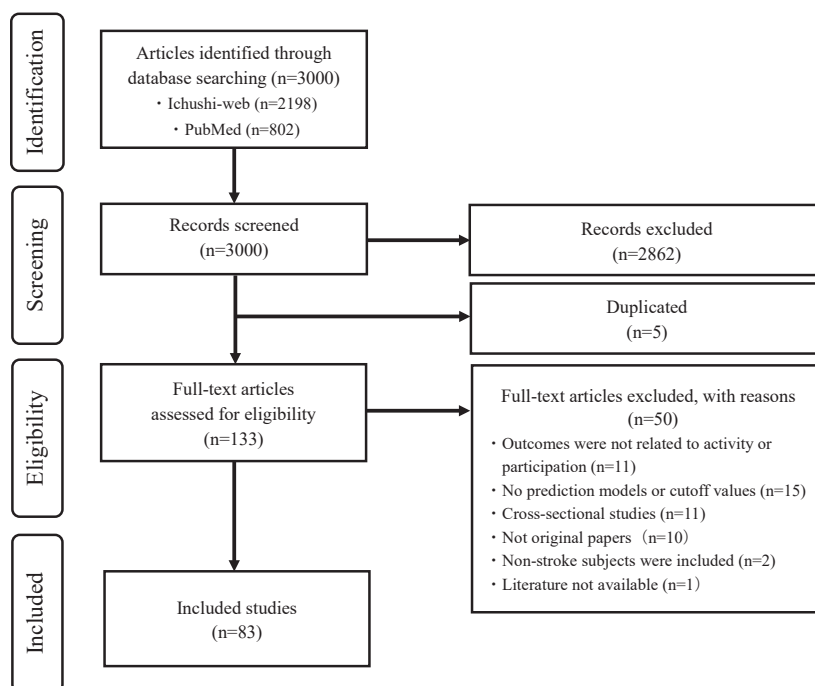 Identification
Articles identified through
database searching (n=3000)
・Ichushi-web (n=2198)
・PubMed (n=802)
Screening
Records screened
(n=3000)
Records excluded
(n=2862)
Duplicated
(n=5)
Eligibility
Full-text articles
assessed for eligibility
(n=133)
Full-text articles excluded, with reasons
(n=50)
・Outcomes were not related to activity or
participation (n=11)
・No prediction models or cutoff values (n=15)
・Cross-sectional studies (n=11)
・Not original papers（n=10）
・Non-stroke subjects were included (n=2)
・Literature not available (n=1）
Included
Included studies
(n=83)